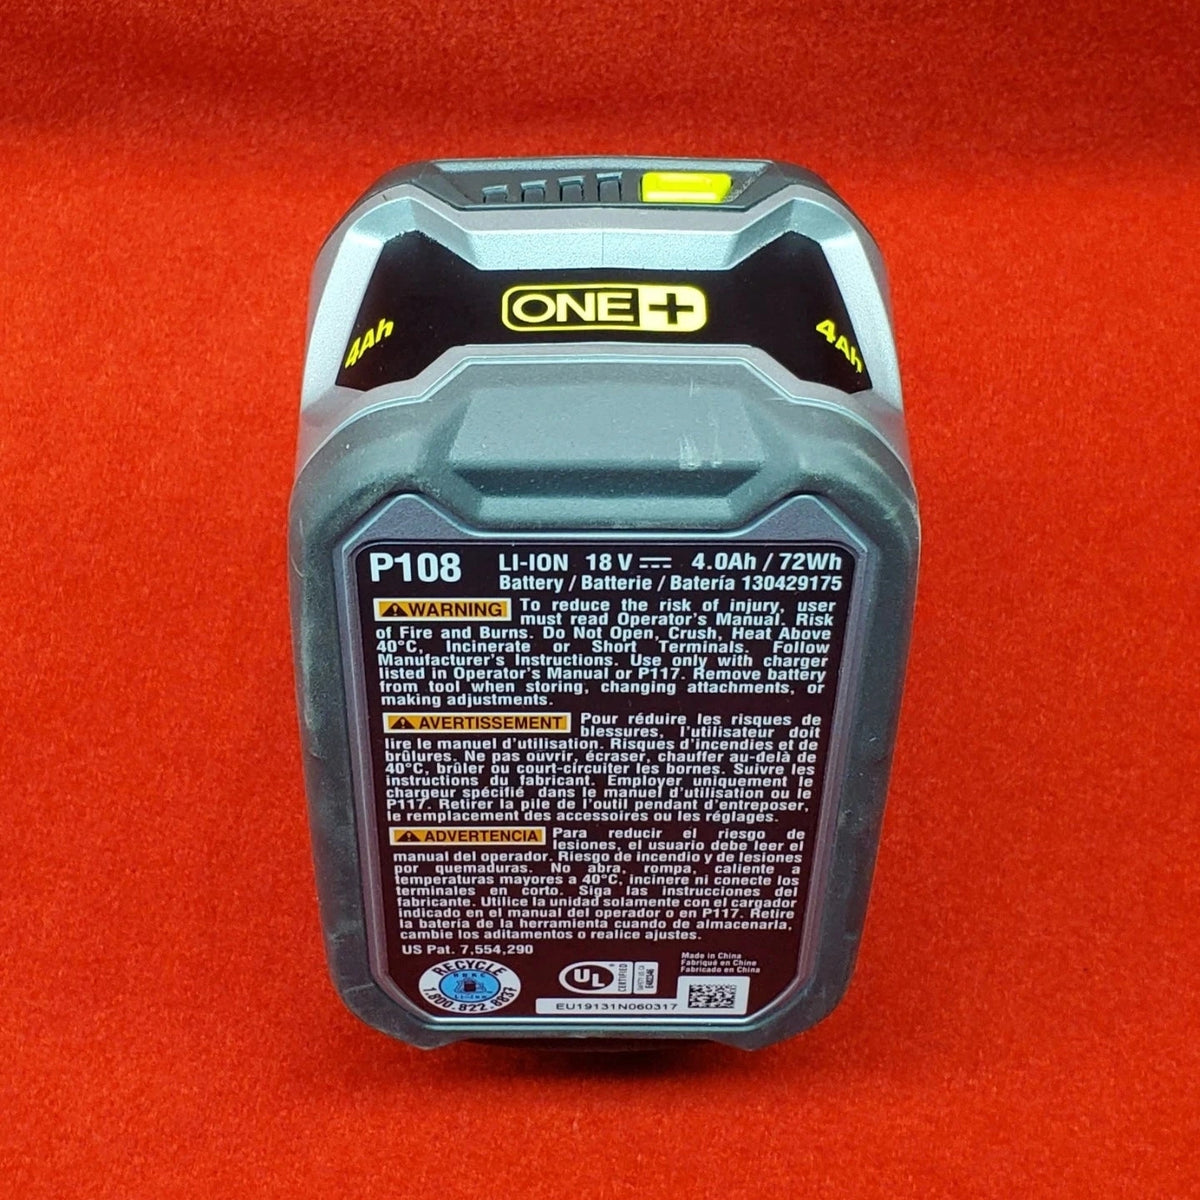 ONE+
4Ah
4Ah
P108 LI-ION 18 V 4.0Ah / 72Wh
Battery / Batterie / Batería 130429175
WARNING To reduce the risk of injury, user
must read Operator's Manual. Risk
of Fire and Burns. Do Not Open, Crush, Heat Above
40°C, Incinerate or Short Terminals. Follow
Manufacturer's Instructions. Use only with charger
listed in Operator's Manual or P117. Remove battery
from tool when storing, changing attachments, or
making adjustments.
AVERTISSEMENT Pour réduire les risques de
blessures, l'utilisateur doit
lire le manuel d'utilisation. Risques d'incendies et de
brûlures. Ne pas ouvrir, écraser, chauffer au-delà de
40°C, brûler ou court-circuiter les bornes. Suivre les
instructions du fabricant. Employer uniquement le
chargeur spécifié dans le manuel d'utilisation ou le
P117. Retirer la pile de l'outil pendant d'entreposer,
le remplacement des accessoires ou les réglages.
ADVERTENCIA Para reducir el riesgo de
lesiones, el usuario debe leer el
manual del operador. Riesgo de incendio y de lesiones
por quemaduras. No abra, rompa, caliente a
temperaturas mayores a 40°C, incinere ni conecte los
terminales en corto. Siga las instrucciones del
fabricante. Utilice la unidad solamente con el cargador
indicado en el manual del operador o en P117. Retire
la batería de la herramienta cuando de almacenarla,
cambie los aditamentos o realice ajustes.
US Pat. 7,554,290
RECYCLE
RBRC
Li-Ion
1.800.822.8837
UL
CERTIFIED
SAFETY US CA
Made in China
Fabriqué en Chine
Fabricado en China
EU19131N060317